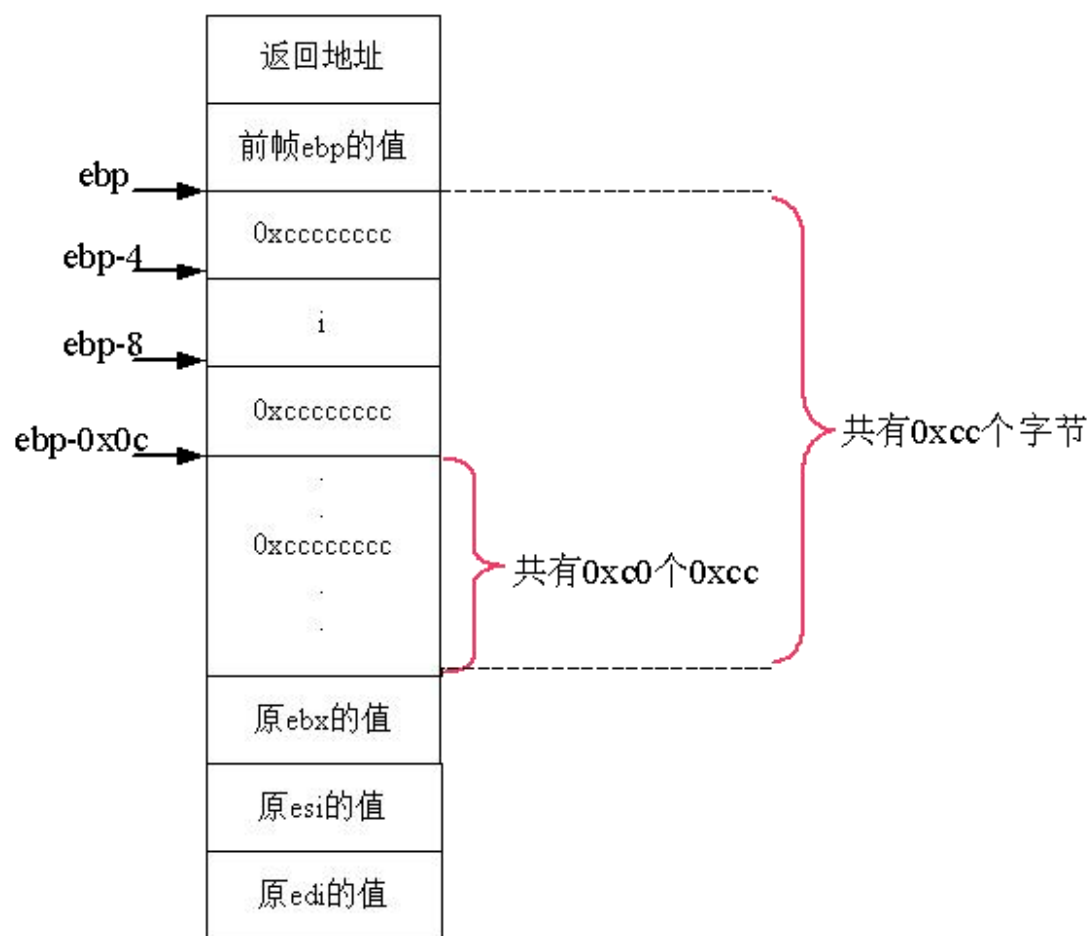 返回地址
前帧ebp的值
ebp
0xcccccccc
ebp-4
i
ebp-8
0xcccccccc
ebp-0x0c
共有0xcc个字节
.
.
0xcccccccc
.
.
共有0xc0个0xcc
原ebx的值
原esi的值
原edi的值